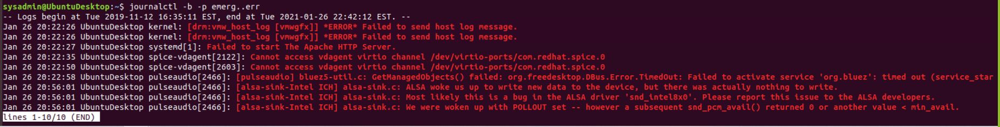 sysadmin@UbuntuDesktop:~$ journalctl -b -p emerg..err
-- Logs begin at Tue 2019-11-12 16:35:11 EST, end at Tue 2021-01-26 22:42:12 EST. --
Jan 26 20:22:26 UbuntuDesktop kernel: [drm:vmw_host_log [vmwgfx]] *ERROR* Failed to send host log message.
Jan 26 20:22:26 UbuntuDesktop kernel: [drm:vmw_host_log [vmwgfx]] *ERROR* Failed to send host log message.
Jan 26 20:22:27 UbuntuDesktop systemd[1]: Failed to start The Apache HTTP Server.
Jan 26 20:22:35 UbuntuDesktop spice-vdagent[2122]: Cannot access vdagent virtio channel /dev/virtio-ports/com.redhat.spice.0
Jan 26 20:22:50 UbuntuDesktop spice-vdagent[2603]: Cannot access vdagent virtio channel /dev/virtio-ports/com.redhat.spice.0
Jan 26 20:22:58 UbuntuDesktop pulseaudio[2466]: [pulseaudio] bluez5-util.c: GetManagedObjects() failed: org.freedesktop.DBus.Error.TimedOut: Failed to activate service 'org.bluez': timed out (service_star
Jan 26 20:56:01 UbuntuDesktop pulseaudio[2466]: [alsa-sink-Intel ICH] alsa-sink.c: ALSA woke us up to write new data to the device, but there was actually nothing to write.
Jan 26 20:56:01 UbuntuDesktop pulseaudio[2466]: [alsa-sink-Intel ICH] alsa-sink.c: Most likely this is a bug in the ALSA driver 'snd_intel8x0'. Please report this issue to the ALSA developers.
Jan 26 20:56:01 UbuntuDesktop pulseaudio[2466]: [alsa-sink-Intel ICH] alsa-sink.c: We were woken up with POLLOUT set -- however a subsequent snd_pcm_avail() returned 0 or another value < min_avail.
lines 1-10/10 (END)